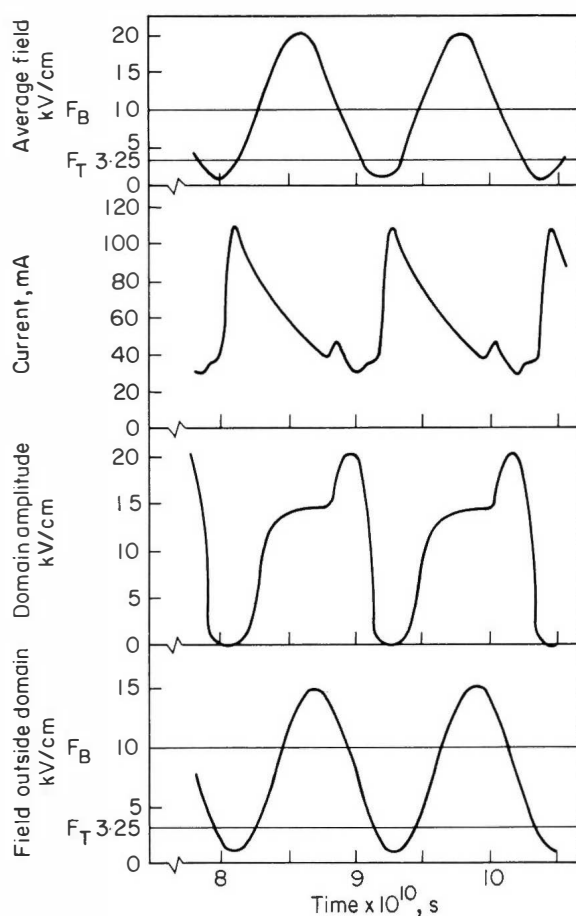 Average field
kV/cm
20
15
F_B 10
5
F_T 3·25
0
Current, mA
120
100
80
60
40
20
0
Domain amplitude
kV/cm
20
15
10
5
0
Field outside domain
kV/cm
15
F_B 10
5
F_T 3·25
0
8 9 10
Time × 10^10, s